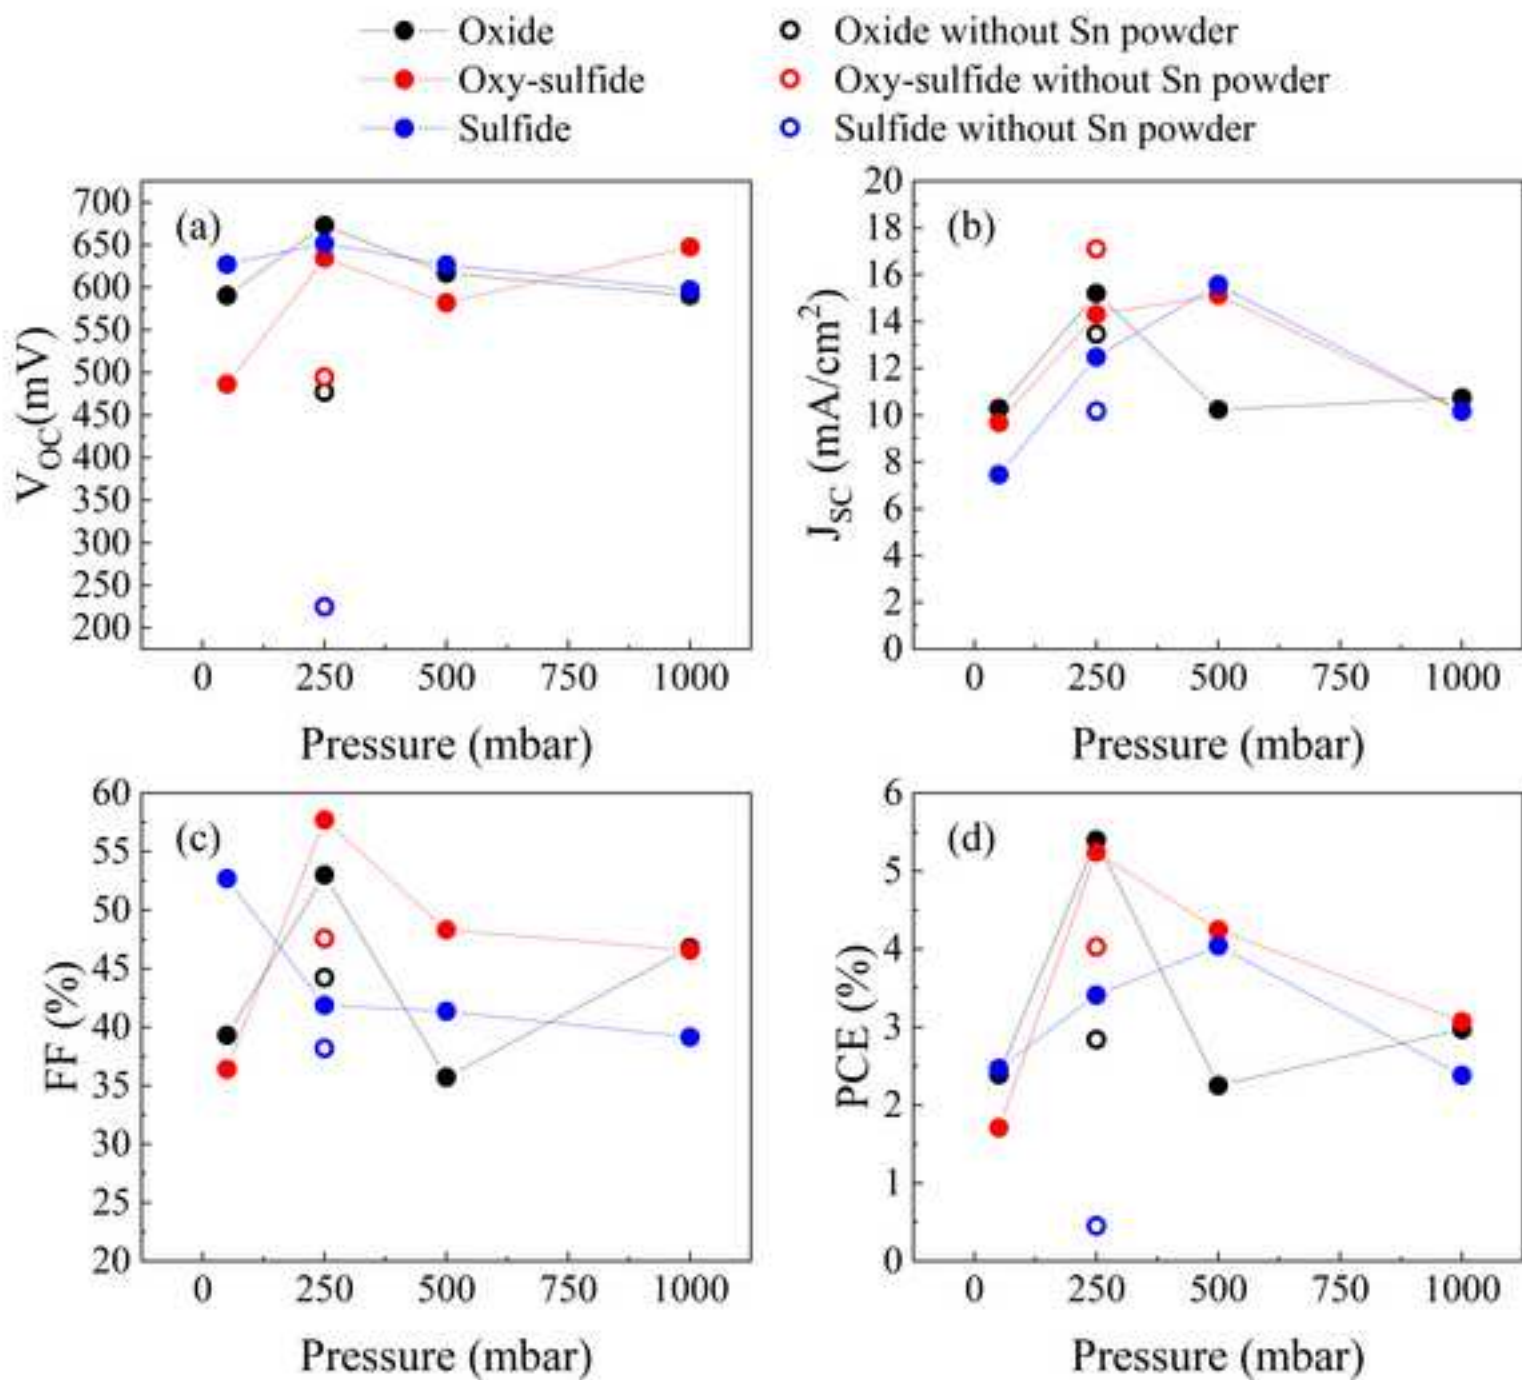 Oxide
Oxy-sulfide
Sulfide
Oxide without Sn powder
Oxy-sulfide without Sn powder
Sulfide without Sn powder
(a)
V_OC(mV)
700
650
600
550
500
450
400
350
300
250
200
0 250 500 750 1000
Pressure (mbar)
(b)
J_SC (mA/cm²)
20
18
16
14
12
10
8
6
4
2
0
0 250 500 750 1000
Pressure (mbar)
(c)
FF (%)
60
55
50
45
40
35
30
25
20
0 250 500 750 1000
Pressure (mbar)
(d)
PCE (%)
6
5
4
3
2
1
0
0 250 500 750 1000
Pressure (mbar)